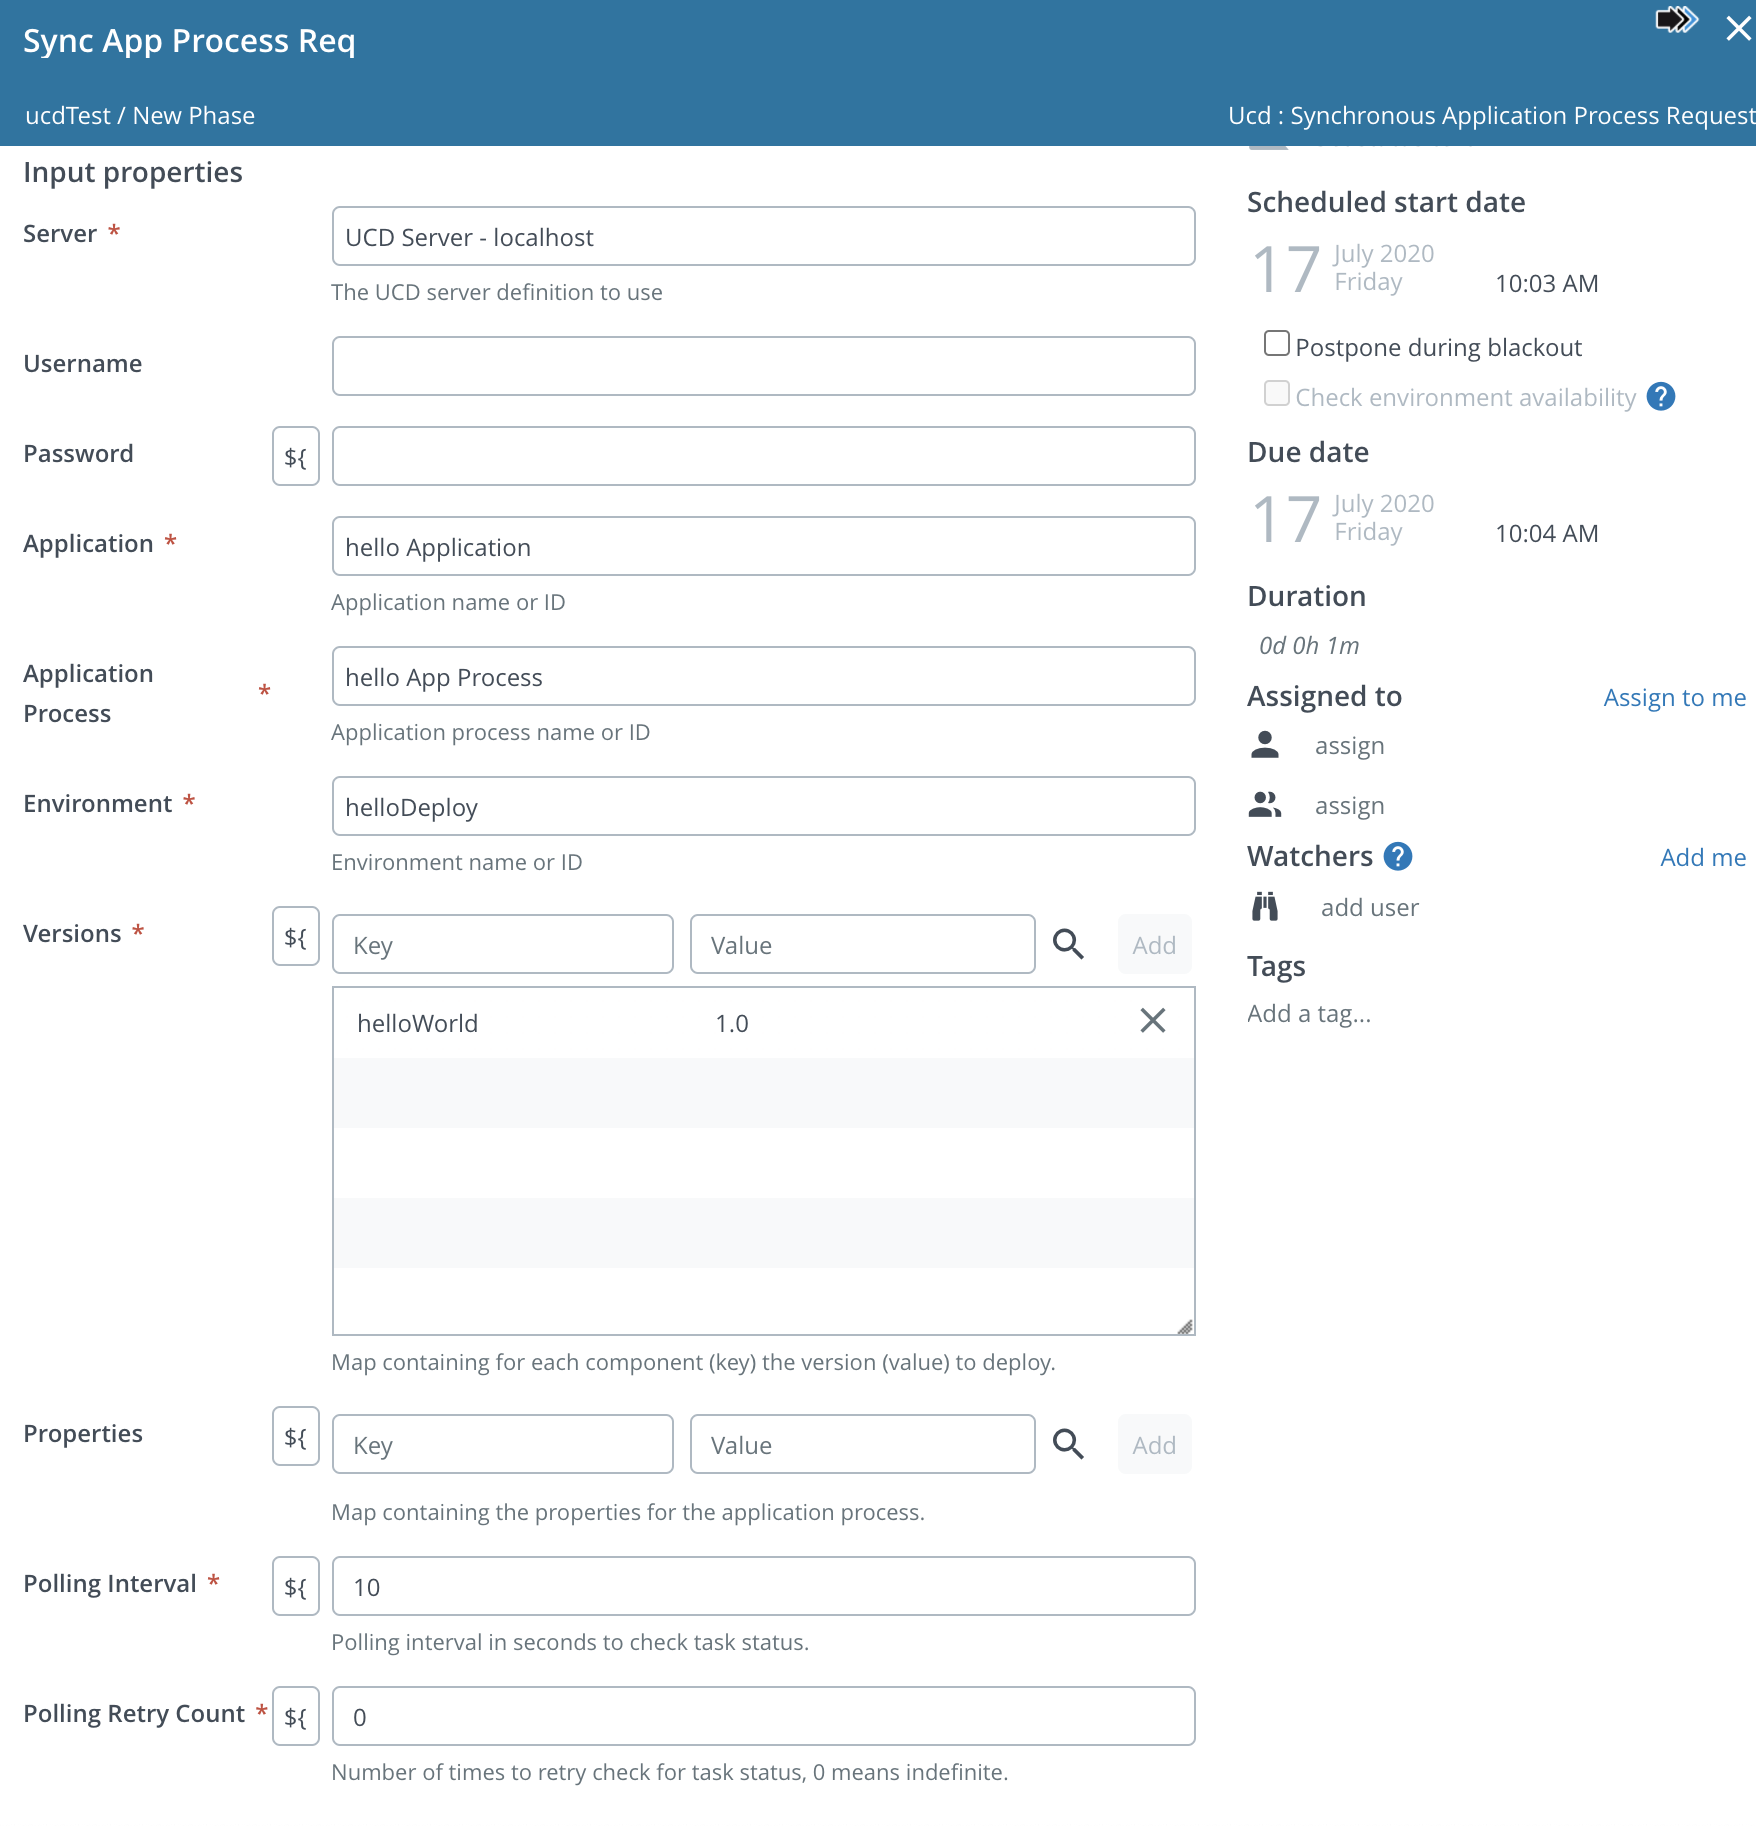 Sync App Process Req
ucdTest / New Phase
Ucd : Synchronous Application Process Request
Input properties
Server *
UCD Server - localhost
The UCD server definition to use
Username
Password
${
Application *
hello Application
Application name or ID
Application
Process
*
hello App Process
Application process name or ID
Environment *
helloDeploy
Environment name or ID
Versions *
${
Key
Value
Add
helloWorld
1.0
Map containing for each component (key) the version (value) to deploy.
Properties
${
Key
Value
Add
Map containing the properties for the application process.
Polling Interval *
${
10
Polling interval in seconds to check task status.
Polling Retry Count *
${
0
Number of times to retry check for task status, 0 means indefinite.
Scheduled start date
17
July 2020
Friday
10:03 AM
Postpone during blackout
Check environment availability ?
Due date
17
July 2020
Friday
10:04 AM
Duration
0d 0h 1m
Assigned to
Assign to me
assign
assign
Watchers ?
Add me
add user
Tags
Add a tag...